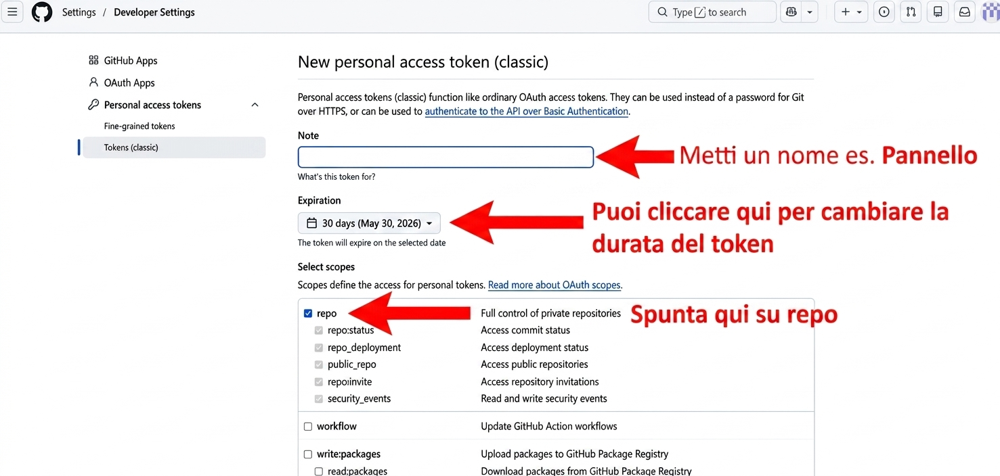 Settings / Developer Settings
Type / to search
GitHub Apps
OAuth Apps
Personal access tokens
Fine-grained tokens
Tokens (classic)
New personal access token (classic)
Personal access tokens (classic) function like ordinary OAuth access tokens. They can be used instead of a password for Git
over HTTPS, or can be used to authenticate to the API over Basic Authentication.
Note
Metti un nome es. Pannello
What's this token for?
Expiration
30 days (May 30, 2026)
Puoi cliccare qui per cambiare la
durata del token
The token will expire on the selected date
Select scopes
Scopes define the access for personal tokens. Read more about OAuth scopes.
repo Full control of private repositories Spunta qui su repo
repo:status Access commit status
repo_deployment Access deployment status
public_repo Access public repositories
repo:invite Access repository invitations
security_events Read and write security events
workflow Update GitHub Action workflows
write:packages Upload packages to GitHub Package Registry
read:packages Download packages from GitHub Package Registry